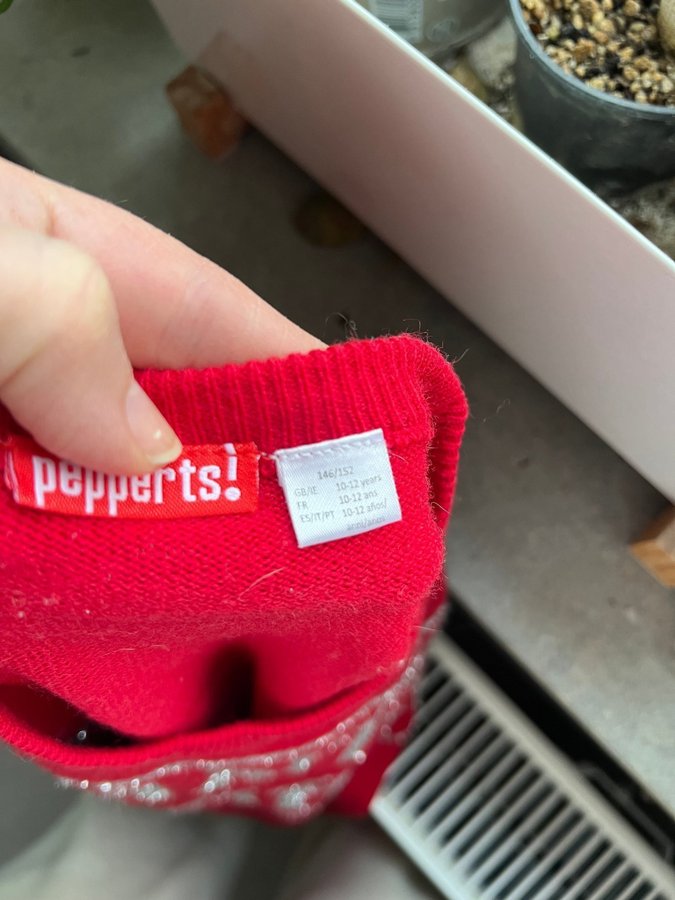 pepperts!
146/152
GB/IE 10-12 years
FR 10-12 ans
ES/IT/PT 10-12 años/
anni/anos